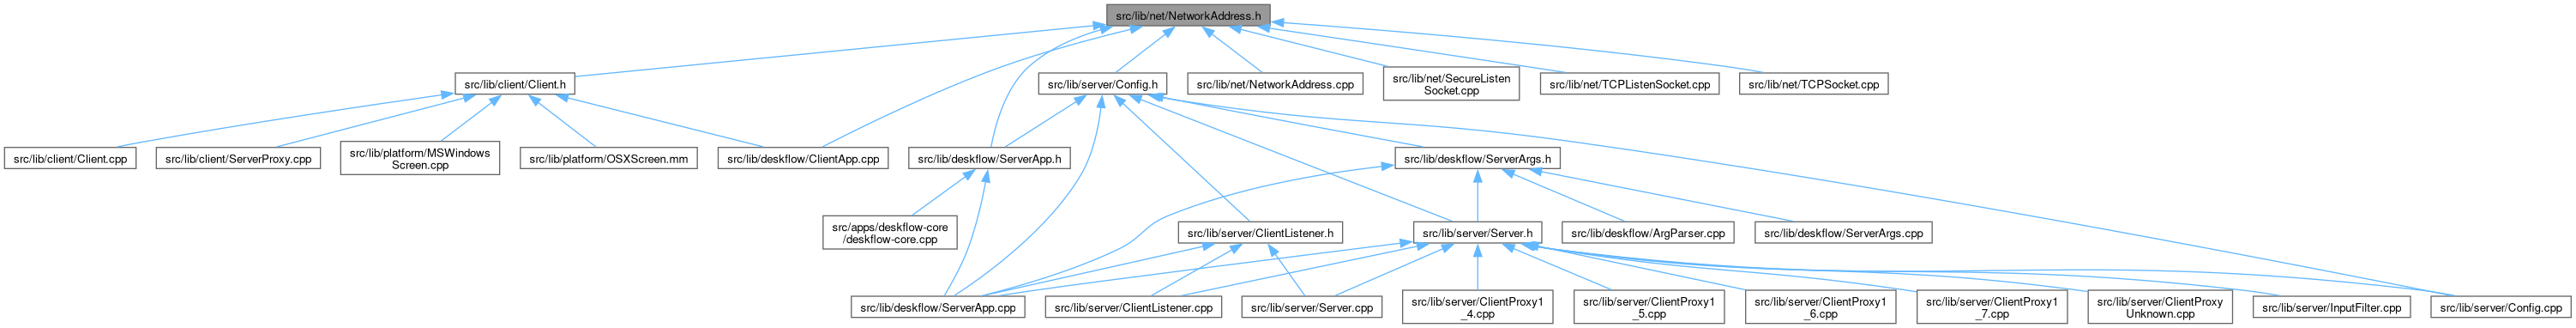 src/lib/net/NetworkAddress.h
src/lib/client/Client.h
src/lib/server/Config.h
src/lib/net/NetworkAddress.cpp
src/lib/net/SecureListen
Socket.cpp
src/lib/net/TCPListenSocket.cpp
src/lib/net/TCPSocket.cpp
src/lib/client/Client.cpp
src/lib/client/ServerProxy.cpp
src/lib/platform/MSWindows
Screen.cpp
src/lib/platform/OSXScreen.mm
src/lib/deskflow/ClientApp.cpp
src/lib/deskflow/ServerApp.h
src/lib/deskflow/ServerArgs.h
src/apps/deskflow-core
/deskflow-core.cpp
src/lib/server/ClientListener.h
src/lib/server/Server.h
src/lib/deskflow/ArgParser.cpp
src/lib/deskflow/ServerArgs.cpp
src/lib/deskflow/ServerApp.cpp
src/lib/server/ClientListener.cpp
src/lib/server/Server.cpp
src/lib/server/ClientProxy1
_4.cpp
src/lib/server/ClientProxy1
_5.cpp
src/lib/server/ClientProxy1
_6.cpp
src/lib/server/ClientProxy1
_7.cpp
src/lib/server/ClientProxy
Unknown.cpp
src/lib/server/InputFilter.cpp
src/lib/server/Config.cpp